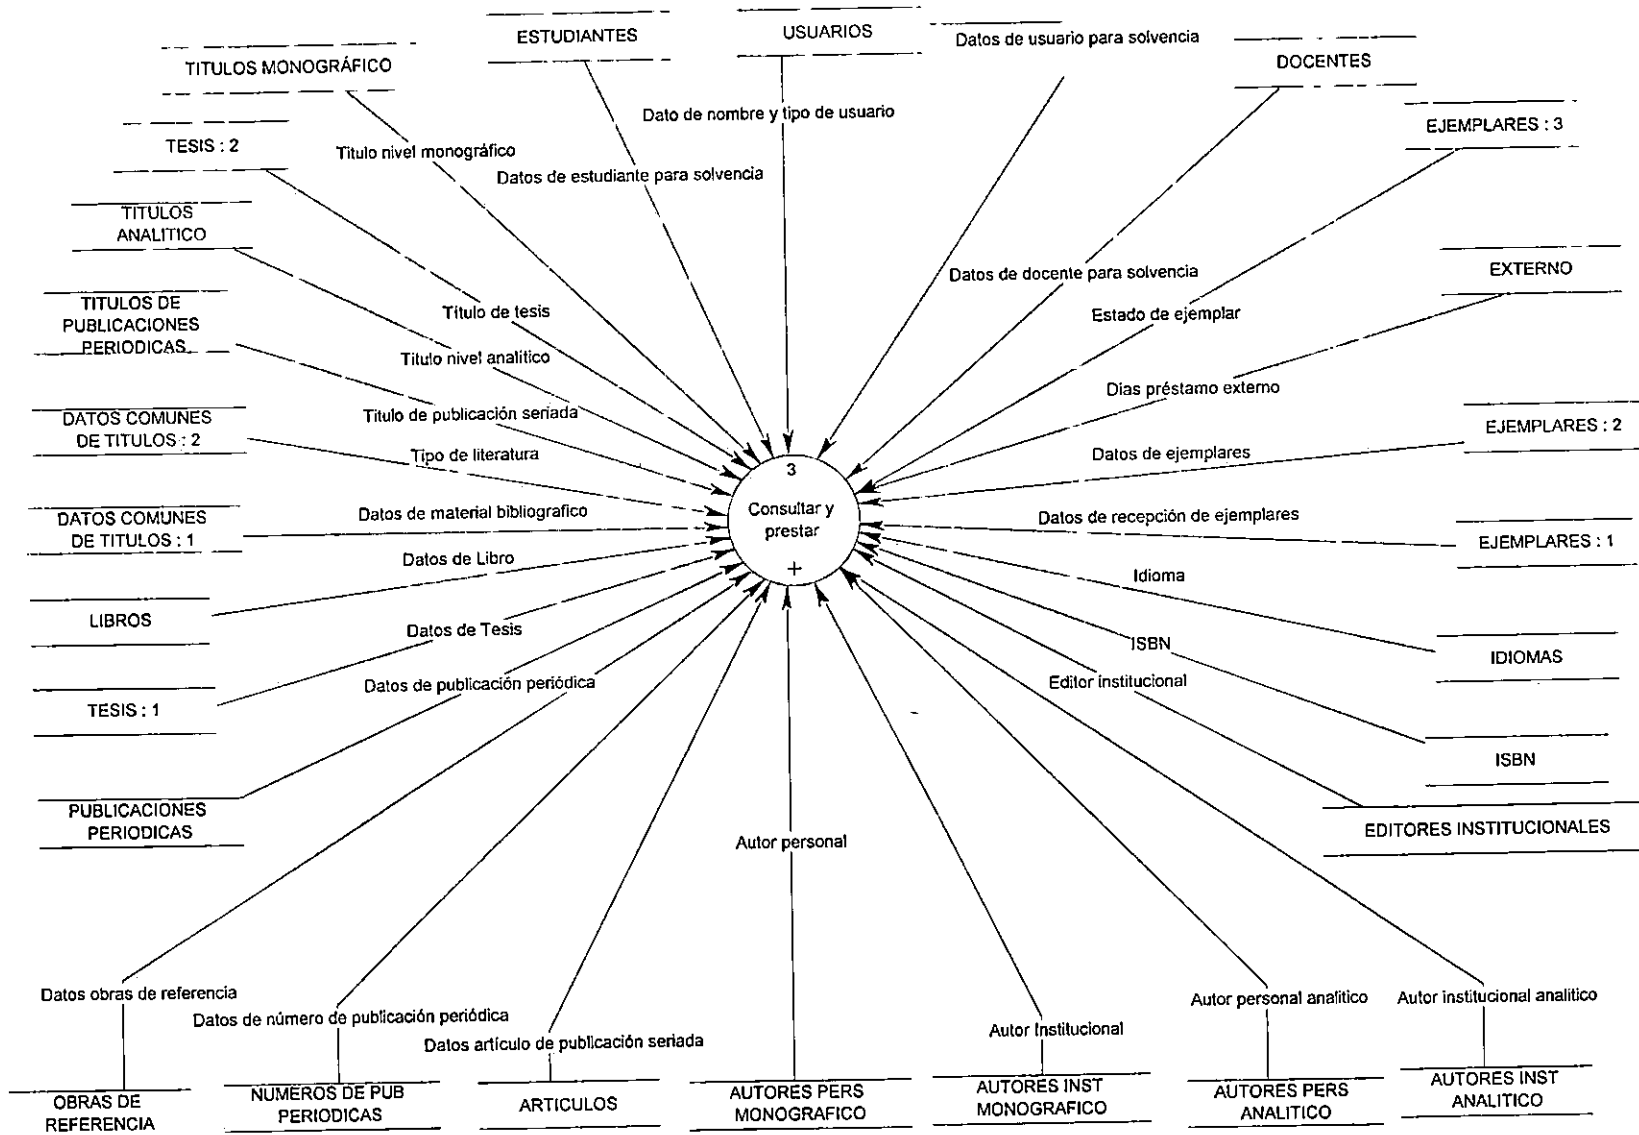 ESTUDIANTES
USUARIOS
Datos de usuario para solvencia
TITULOS MONOGRÁFICO
DOCENTES
Dato de nombre y tipo de usuario
EJEMPLARES : 3
TESIS : 2
Titulo nivel monográfico
Datos de estudiante para solvencia
TITULOS
ANALITICO
Datos de docente para solvencia
EXTERNO
TITULOS DE
PUBLICACIONES
PERIODICAS
Título de tesis
Estado de ejemplar
Titulo nivel analítico
Dias préstamo externo
Titulo de publicación seriada
DATOS COMUNES
DE TITULOS : 2
EJEMPLARES : 2
Tipo de literatura
Datos de ejemplares
3
Consultar y
prestar
+
Datos de material bibliografico
Datos de recepción de ejemplares
DATOS COMUNES
DE TITULOS : 1
EJEMPLARES : 1
Datos de Libro
Idioma
LIBROS
Datos de Tesis
ISBN
IDIOMAS
Datos de publicación periódica
Editor institucional
TESIS : 1
ISBN
PUBLICACIONES
PERIODICAS
EDITORES INSTITUCIONALES
Autor personal
Datos obras de referencia
Datos de número de publicación periódica
Datos artículo de publicación seriada
Autor Institucional
Autor personal analitico
Autor institucional analitico
OBRAS DE
REFERENCIA
NUMEROS DE PUB
PERIODICAS
ARTICULOS
AUTORES PERS
MONOGRAFICO
AUTORES INST
MONOGRAFICO
AUTORES PERS
ANALITICO
AUTORES INST
ANALITICO